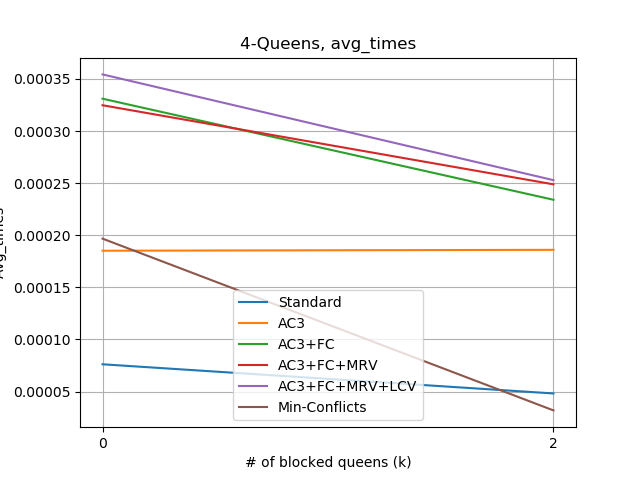 4-Queens, avg_times
Avg_times
0.00035
0.00030
0.00025
0.00020
0.00015
0.00010
0.00005
Standard
AC3
AC3+FC
AC3+FC+MRV
AC3+FC+MRV+LCV
Min-Conflicts
0 2
# of blocked queens (k)